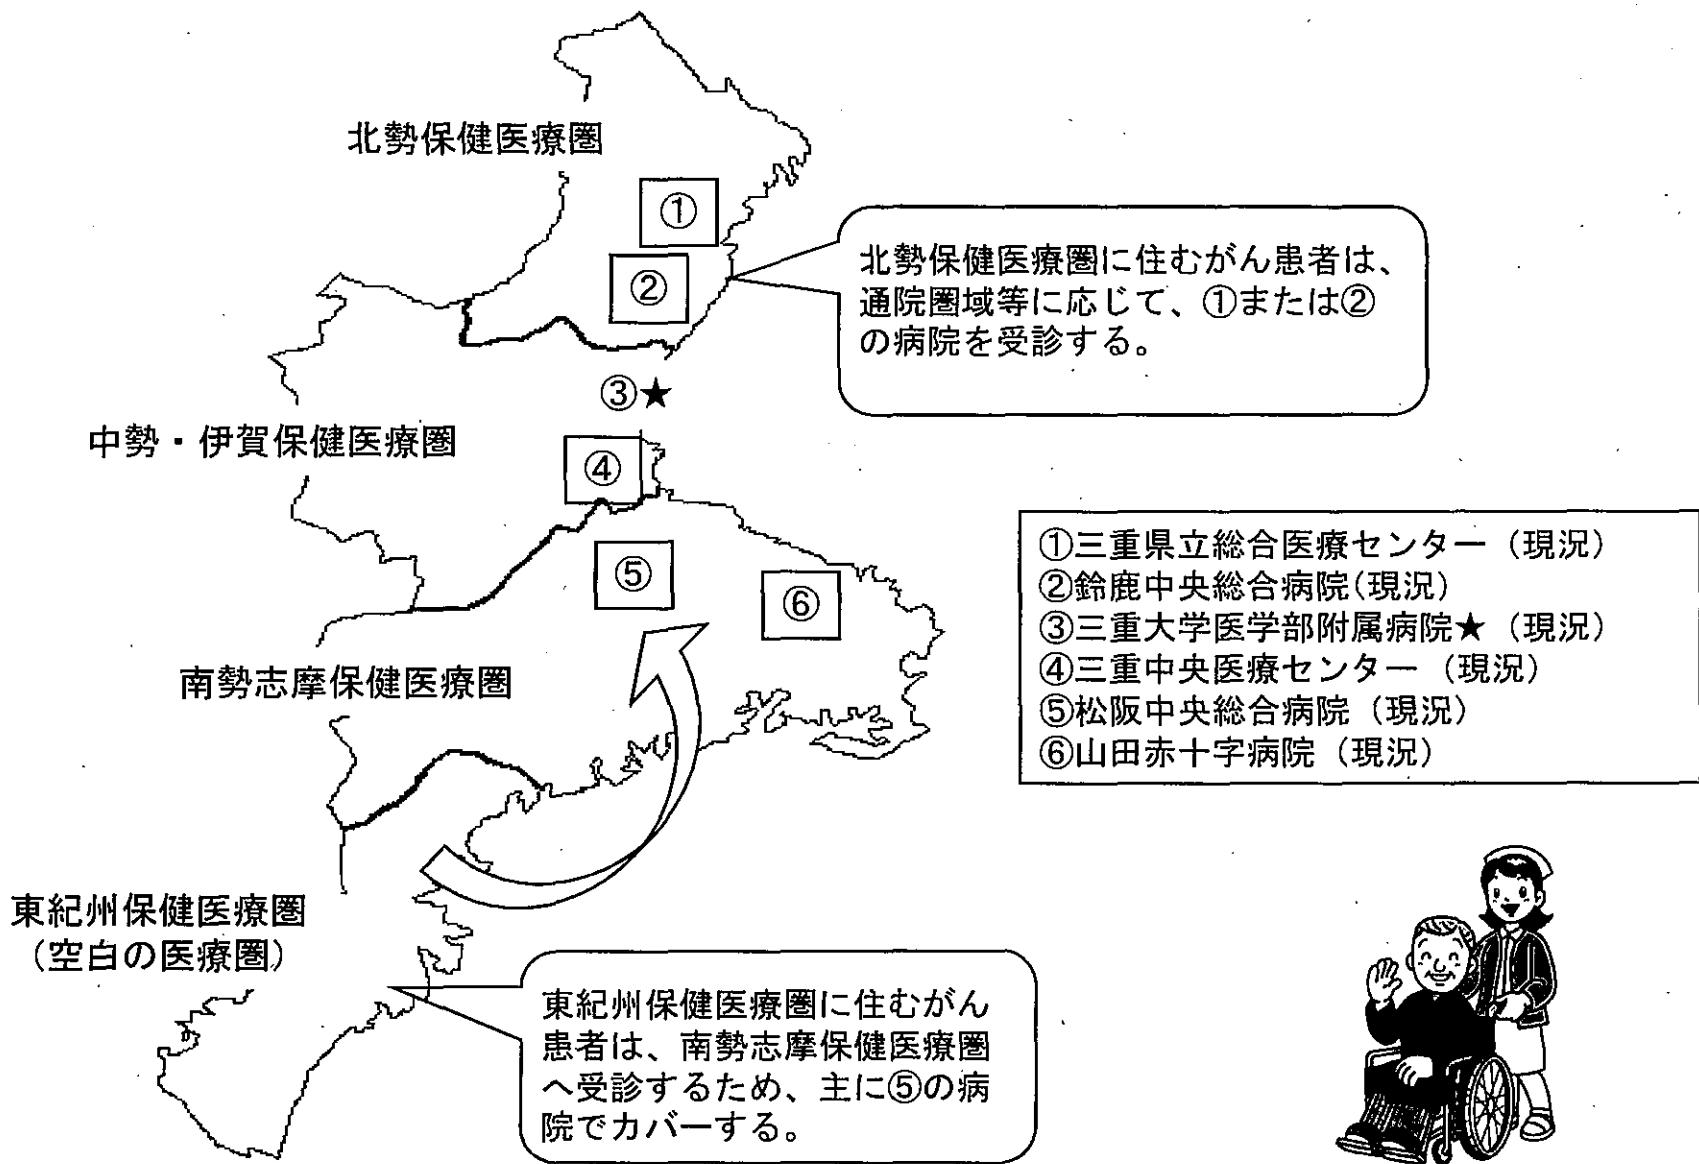 北勢保健医療圏
①
②
北勢保健医療圏に住むがん患者は、
通院圏域等に応じて、①または②
の病院を受診する。
③★
中勢・伊賀保健医療圏
④
⑤
⑥
①三重県立総合医療センター（現況）
②鈴鹿中央総合病院(現況)
③三重大学医学部附属病院★（現況）
④三重中央医療センター（現況）
⑤松阪中央総合病院（現況）
⑥山田赤十字病院（現況）
南勢志摩保健医療圏
東紀州保健医療圏
（空白の医療圏）
東紀州保健医療圏に住むがん
患者は、南勢志摩保健医療圏
へ受診するため、主に⑤の病
院でカバーする。